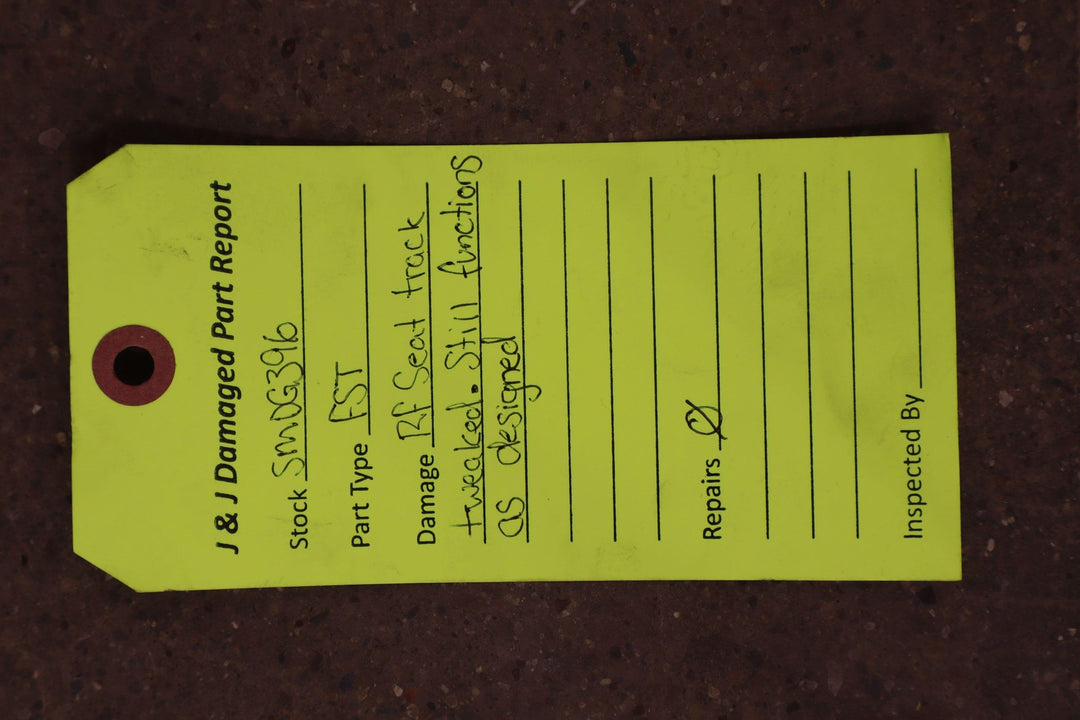 J & J Damaged Part Report
Stock SMDG396
Part Type FST
Damage RF Seat track
tweaked. Still functions
as designed
Repairs Ø
Inspected By